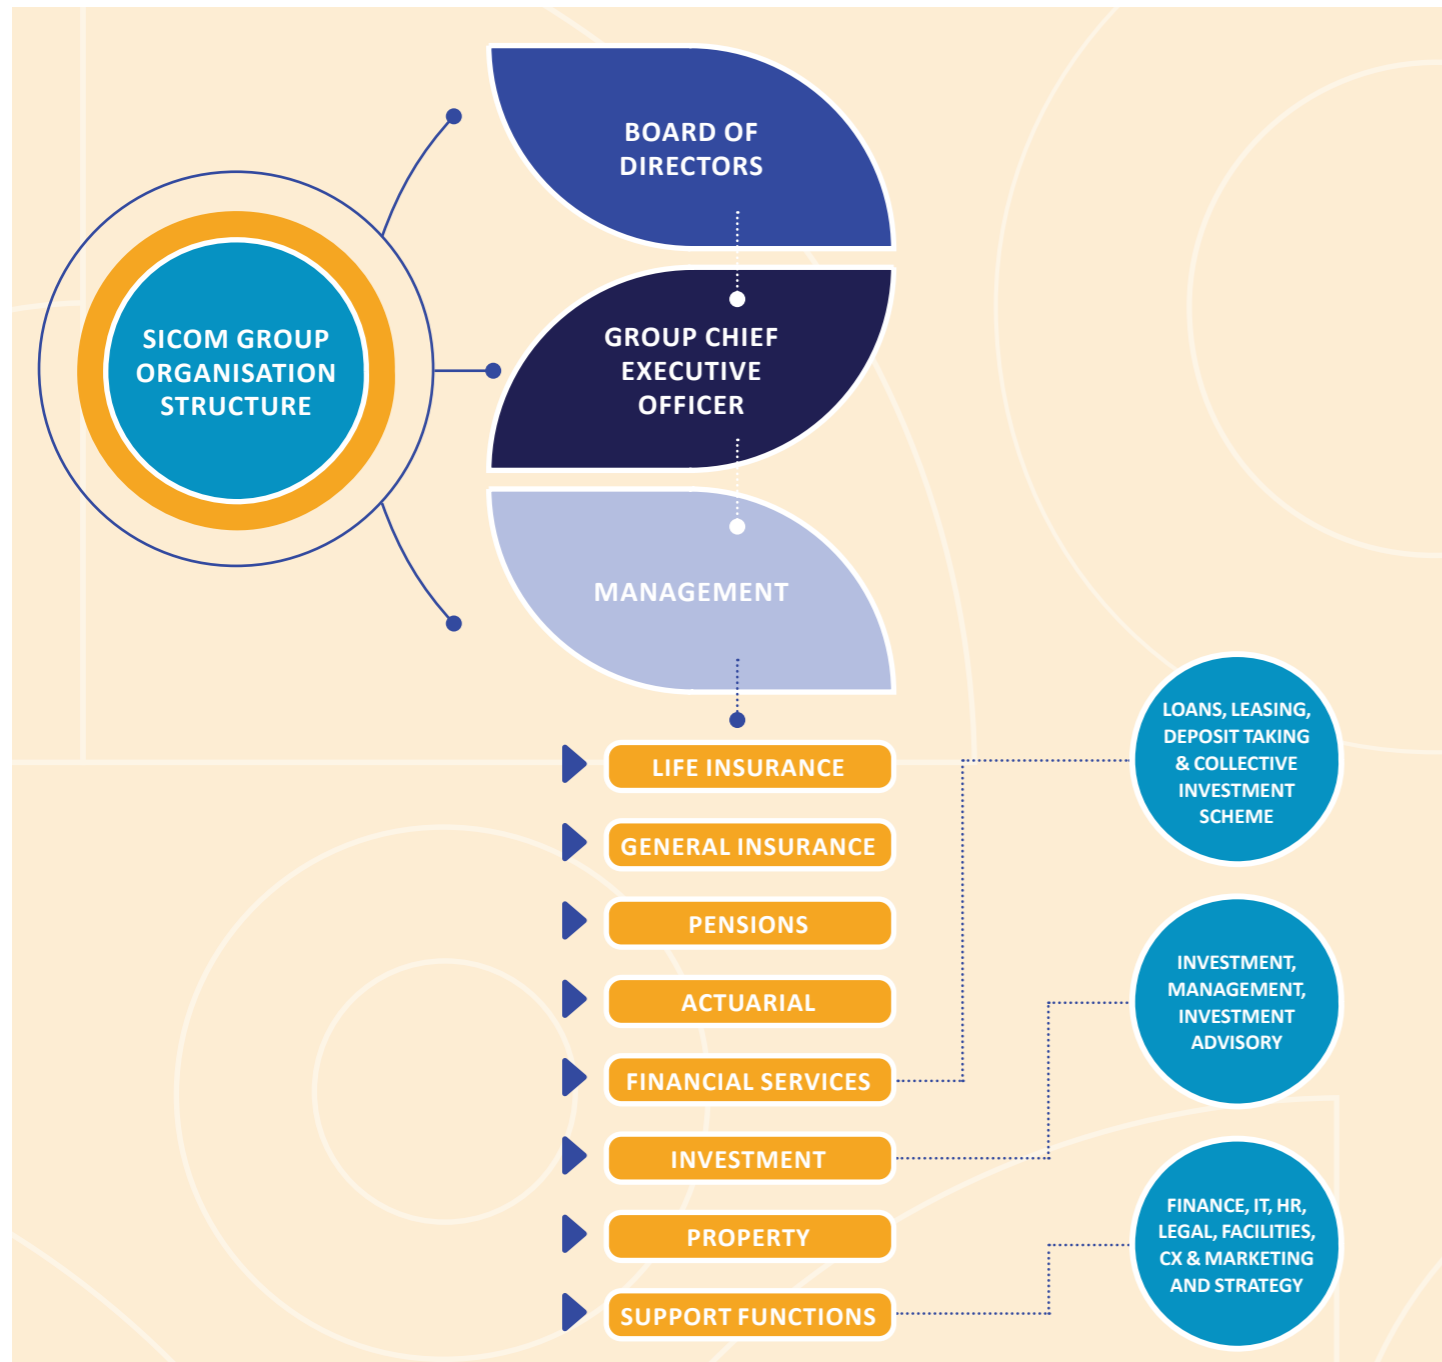 SICOM GROUP
ORGANISATION
STRUCTURE
BOARD OF
DIRECTORS
GROUP CHIEF
EXECUTIVE
OFFICER
MANAGEMENT
LIFE INSURANCE
GENERAL INSURANCE
PENSIONS
ACTUARIAL
FINANCIAL SERVICES
INVESTMENT
PROPERTY
SUPPORT FUNCTIONS
LOANS, LEASING,
DEPOSIT TAKING
& COLLECTIVE
INVESTMENT
SCHEME
INVESTMENT,
MANAGEMENT,
INVESTMENT
ADVISORY
FINANCE, IT, HR,
LEGAL, FACILITIES,
CX & MARKETING
AND STRATEGY